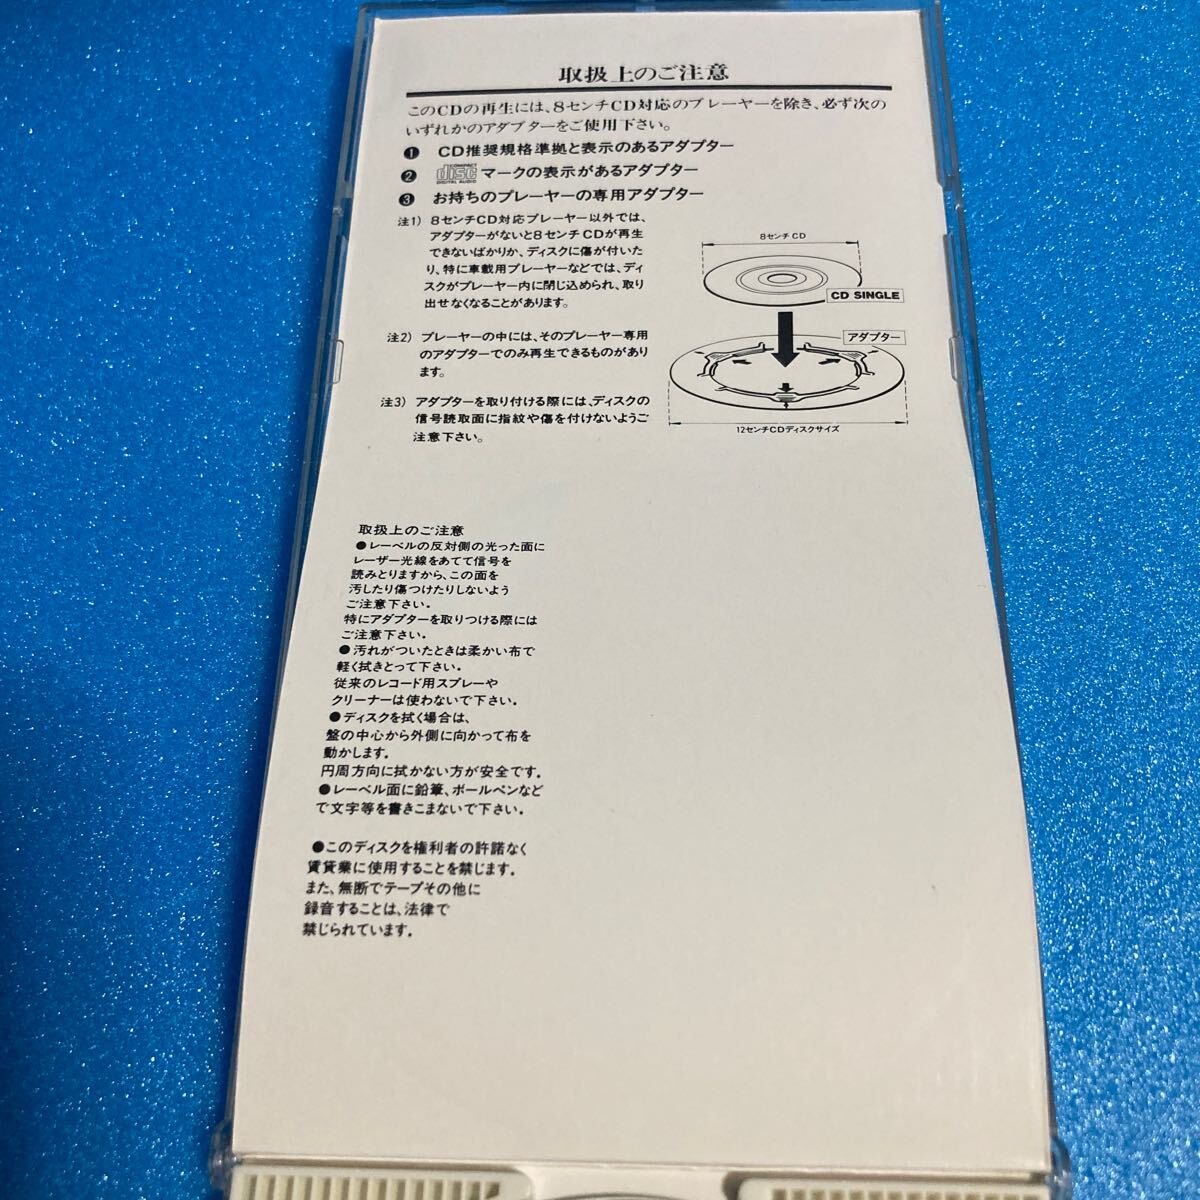 取扱上のご注意
このCDの再生には、8センチCD対応のプレーヤーを除き、必ず次の
いずれかのアダプターをご使用下さい。
❶ CD推奨規格準拠と表示のあるアダプター
❷ COMPACT disc DIGITAL AUDIO マークの表示があるアダプター
❸ お持ちのプレーヤーの専用アダプター
注1) 8センチCD対応プレーヤー以外では、
アダプターがないと8センチCDが再生
できないばかりか、ディスクに傷が付いた
り、特に車載用プレーヤーなどでは、ディ
スクがプレーヤー内に閉じ込められ、取り
出せなくなることがあります。
注2) プレーヤーの中には、そのプレーヤー専用
のアダプターでのみ再生できるものがあり
ます。
注3) アダプターを取り付ける際には、ディスクの
信号読取面に指紋や傷を付けないようご
注意下さい。
8センチCD
CD SINGLE
アダプター
12センチCDディスクサイズ
取扱上のご注意
●レーベルの反対側の光った面に
レーザー光線をあてて信号を
読みとりますから、この面を
汚したり傷つけたりしないよう
ご注意下さい。
特にアダプターを取りつける際には
ご注意下さい。
●汚れがついたときは柔かい布で
軽く拭きとって下さい。
従来のレコード用スプレーや
クリーナーは使わないで下さい。
●ディスクを拭く場合は、
盤の中心から外側に向かって布を
動かします。
円周方向に拭かない方が安全です。
●レーベル面に鉛筆、ボールペンなど
で文字等を書きこまないで下さい。
●このディスクを権利者の許諾なく
賃貸業に使用することを禁じます。
また、無断でテープその他に
録音することは、法律で
禁じられています。